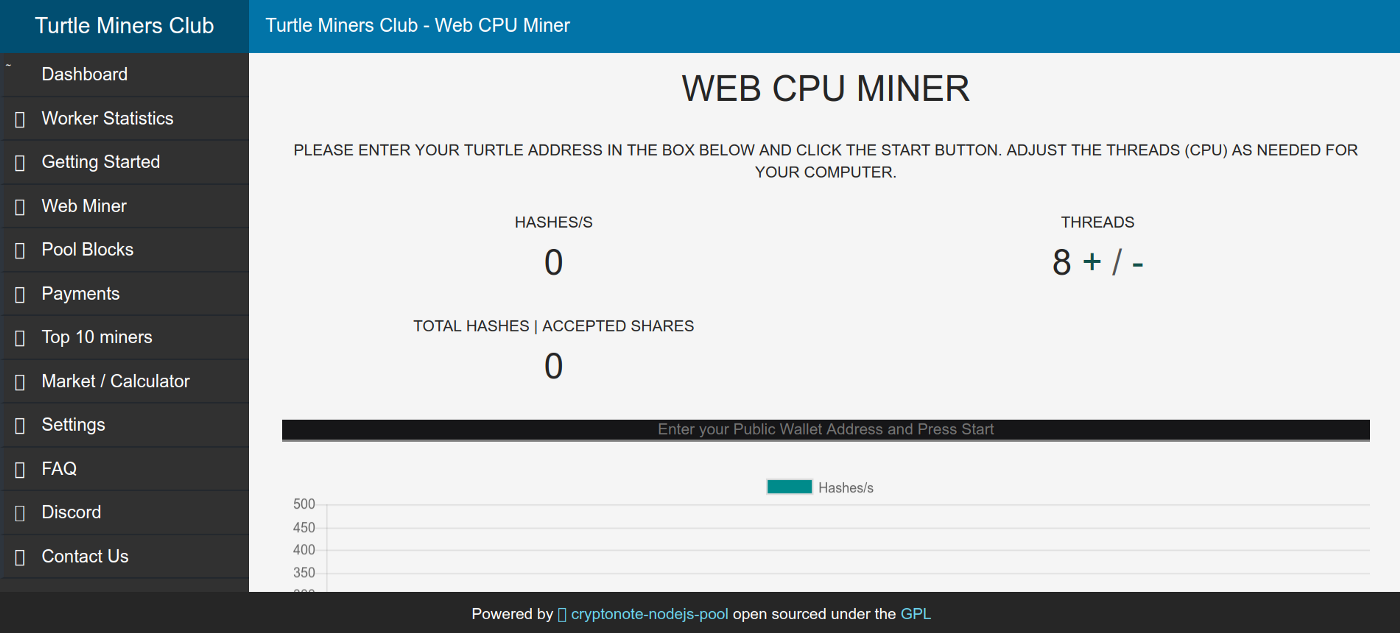 Turtle Miners Club
Turtle Miners Club - Web CPU Miner
Dashboard
Worker Statistics
Getting Started
Web Miner
Pool Blocks
Payments
Top 10 miners
Market / Calculator
Settings
FAQ
Discord
Contact Us
WEB CPU MINER
PLEASE ENTER YOUR TURTLE ADDRESS IN THE BOX BELOW AND CLICK THE START BUTTON. ADJUST THE THREADS (CPU) AS NEEDED FOR
YOUR COMPUTER.
HASHES/S
0
THREADS
8 + / -
TOTAL HASHES | ACCEPTED SHARES
0
Enter your Public Wallet Address and Press Start
Hashes/s
500
450
400
350
Powered by cryptonote-nodejs-pool open sourced under the GPL